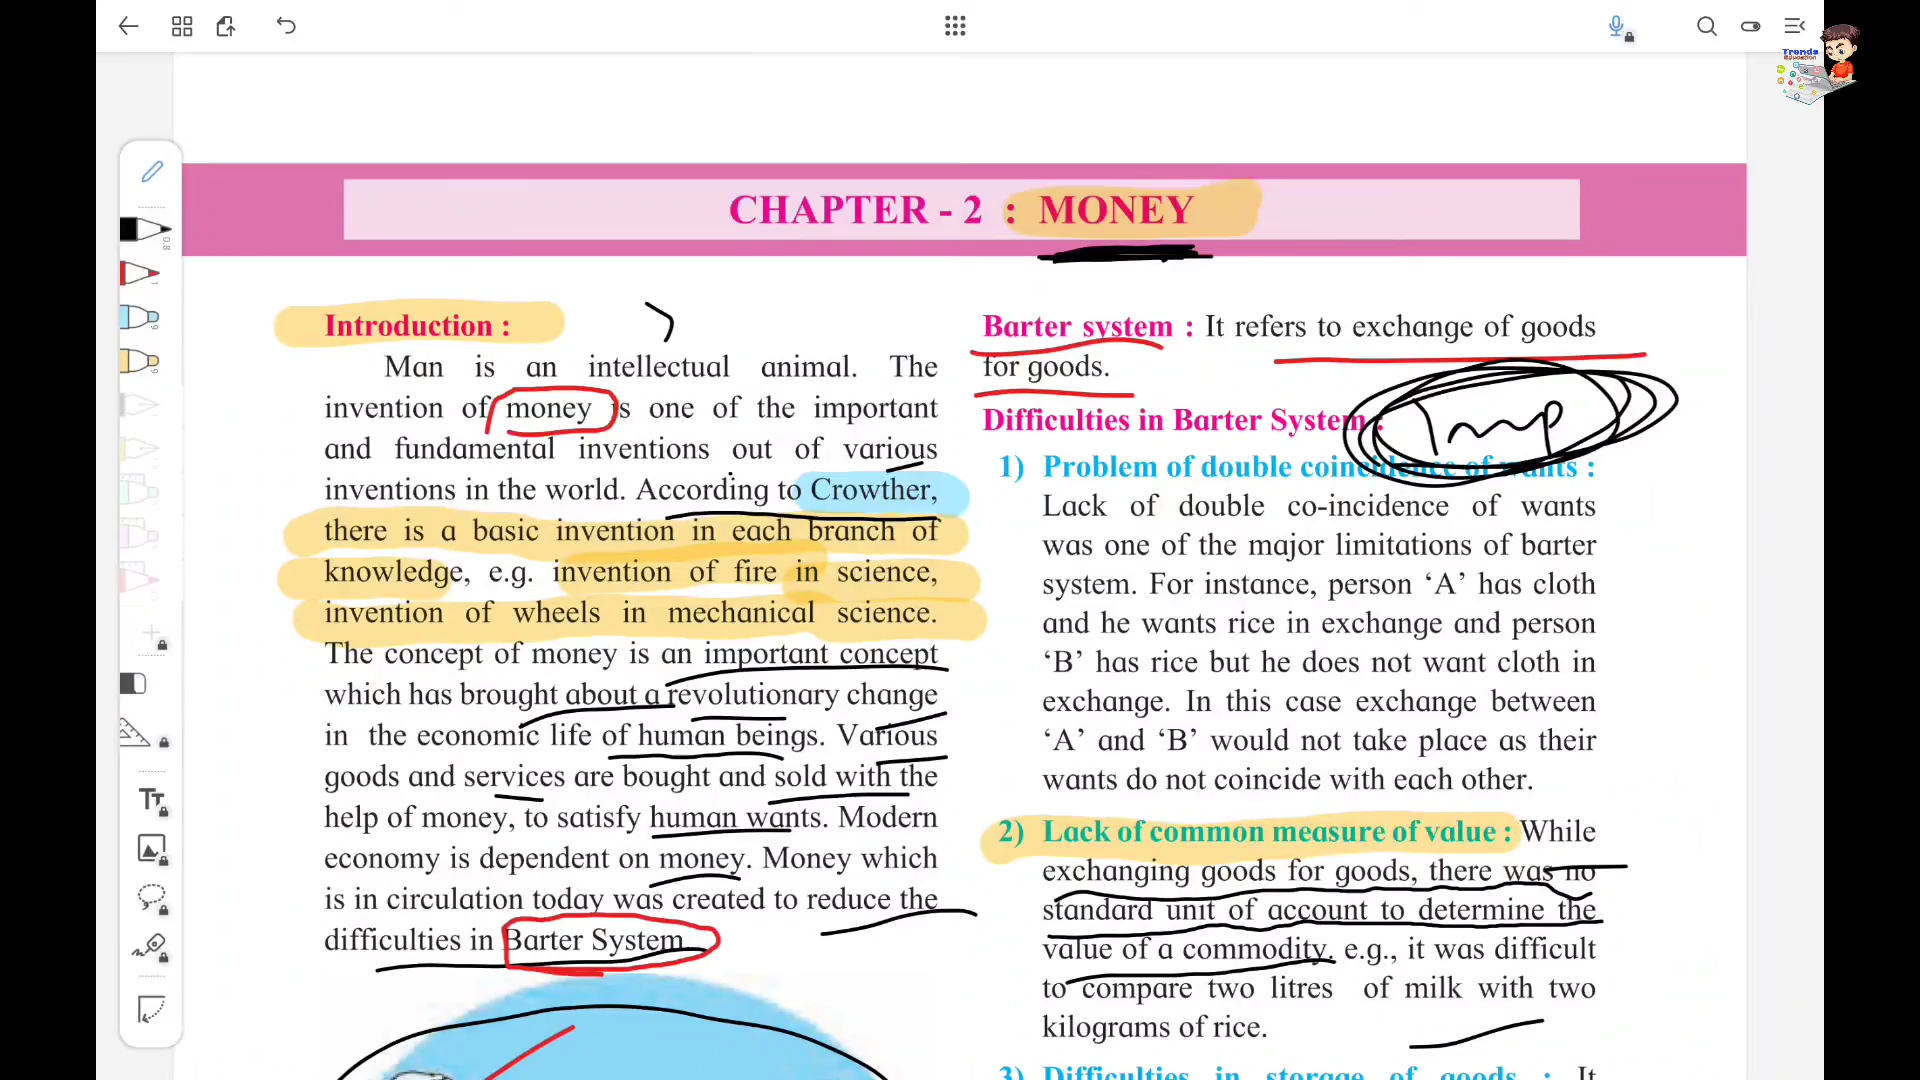 Trends
Education
CHAPTER - 2 : MONEY
Introduction :
Man is an intellectual animal. The
invention of money is one of the important
and fundamental inventions out of various
inventions in the world. According to Crowther,
there is a basic invention in each branch of
knowledge, e.g. invention of fire in science,
invention of wheels in mechanical science.
The concept of money is an important concept
which has brought about a revolutionary change
in the economic life of human beings. Various
goods and services are bought and sold with the
help of money, to satisfy human wants. Modern
economy is dependent on money. Money which
is in circulation today was created to reduce the
difficulties in Barter System
Barter system : It refers to exchange of goods
for goods.
Imp
Difficulties in Barter System :
1) Problem of double coincidence of wants :
Lack of double co-incidence of wants
was one of the major limitations of barter
system. For instance, person ‘A’ has cloth
and he wants rice in exchange and person
‘B’ has rice but he does not want cloth in
exchange. In this case exchange between
‘A’ and ‘B’ would not take place as their
wants do not coincide with each other.
2) Lack of common measure of value : While
exchanging goods for goods, there was no
standard unit of account to determine the
value of a commodity. e.g., it was difficult
to compare two litres of milk with two
kilograms of rice.
3) Difficulties in storage of goods : It